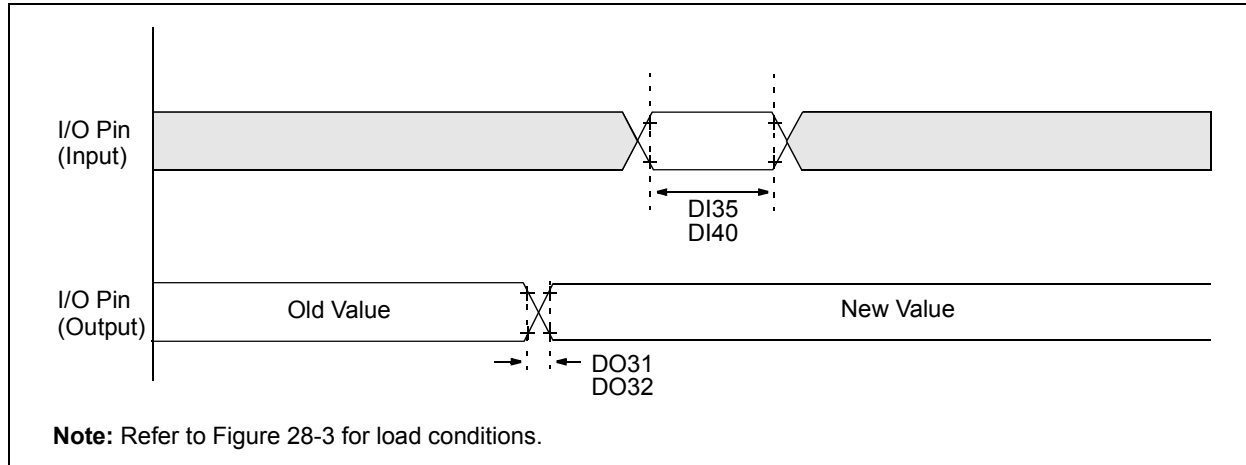 I/O Pin
(Input)
DI35
DI40
I/O Pin
(Output)
Old Value
New Value
DO31
DO32
Note: Refer to Figure 28-3 for load conditions.